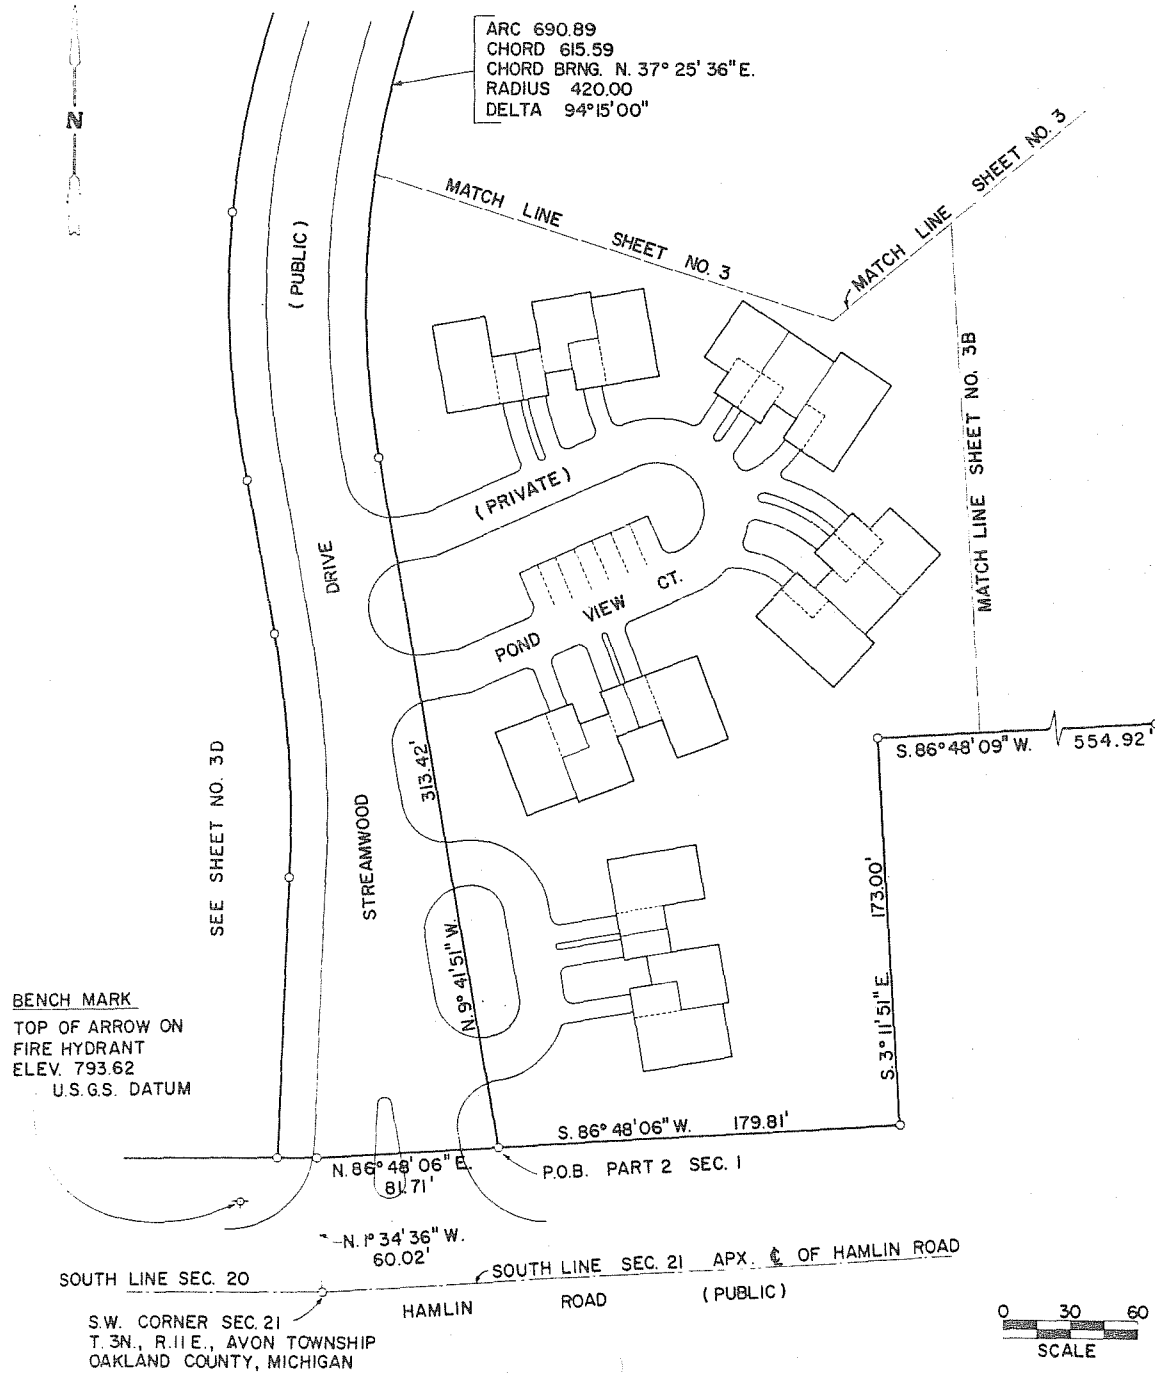 ARC 690.89
CHORD 615.59
CHORD BRNG. N. 37° 25' 36" E.
RADIUS 420.00
DELTA 94°15'00"
N
MATCH LINE SHEET NO. 3
MATCH LINE SHEET NO. 3
(PUBLIC)
MATCH LINE SHEET NO. 3B
(PRIVATE)
DRIVE
POND VIEW CT.
S. 86° 48' 09" W. 554.92'
313.42'
SEE SHEET NO. 3D
STREAMWOOD
173.00'
N. 9° 41' 51" W.
S. 3° 11' 51" E.
BENCH MARK
TOP OF ARROW ON
FIRE HYDRANT
ELEV. 793.62
U.S.G.S. DATUM
S. 86° 48' 06" W. 179.81'
N. 86° 48' 06" E.
81.71'
P.O.B. PART 2 SEC. 1
N. 1° 34' 36" W.
60.02'
SOUTH LINE SEC. 20
SOUTH LINE SEC. 21 APX. ℄ OF HAMLIN ROAD
HAMLIN ROAD (PUBLIC)
S.W. CORNER SEC. 21
T. 3N., R. 11 E., AVON TOWNSHIP
OAKLAND COUNTY, MICHIGAN
0 30 60
SCALE